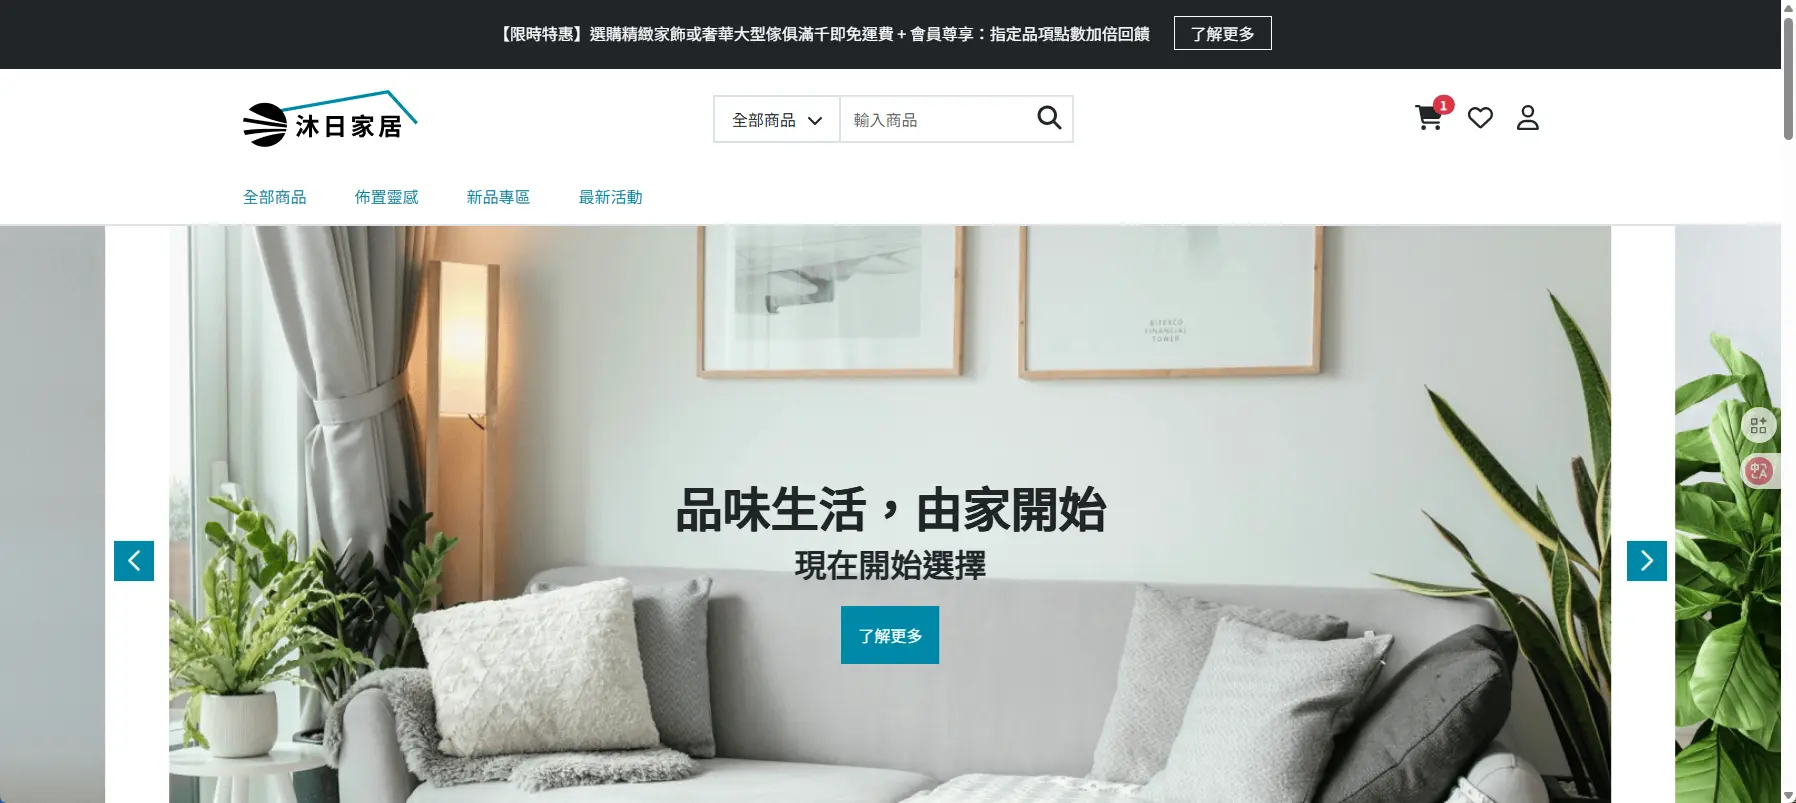 【限時特惠】選購精緻家飾或奢華大型傢俱滿千即免運費 + 會員尊享：指定品項點數加倍回饋
了解更多
沐日家居
全部商品
輸入商品
1
全部商品
佈置靈感
新品專區
最新活動
BITEXCO
FINANCIAL
TOWER
品味生活，由家開始
現在開始選擇
了解更多
中
A